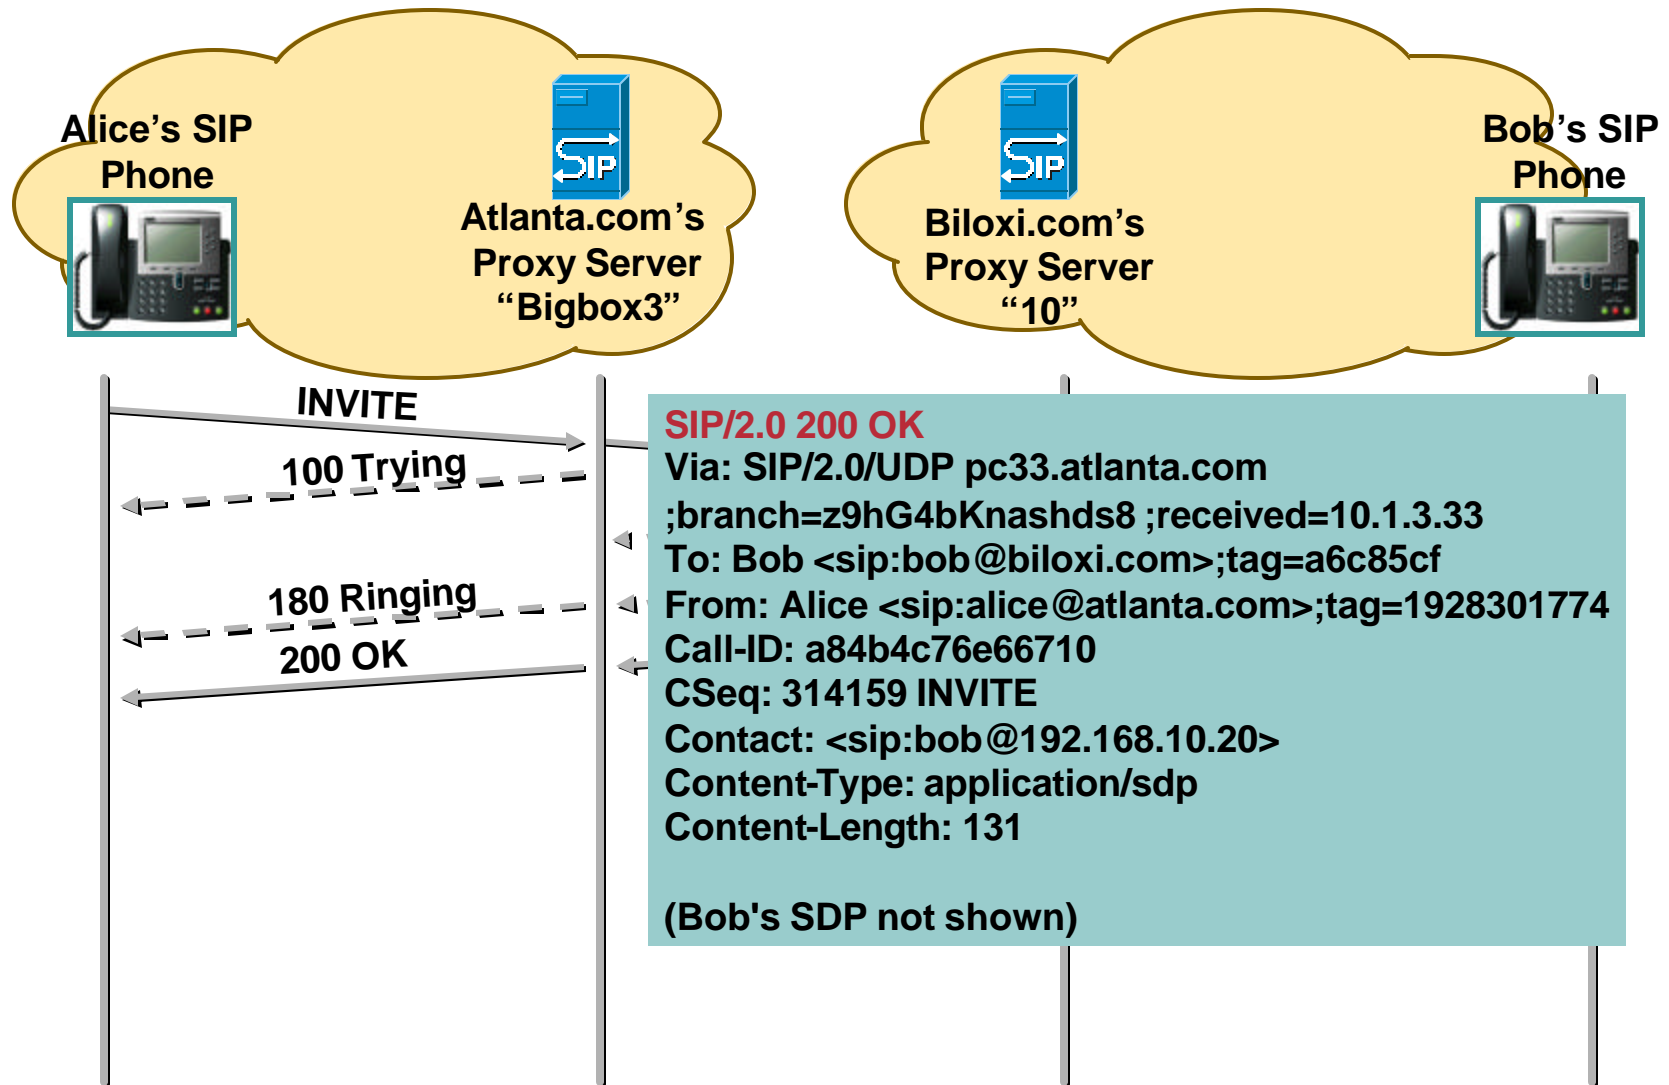 Alice’s SIP
Phone
SIP
Atlanta.com’s
Proxy Server
“Bigbox3”
SIP
Biloxi.com’s
Proxy Server
“10”
Bob’s SIP
Phone
INVITE
100 Trying
180 Ringing
200 OK
SIP/2.0 200 OK
Via: SIP/2.0/UDP pc33.atlanta.com
;branch=z9hG4bKnashds8 ;received=10.1.3.33
To: Bob <sip:bob@biloxi.com>;tag=a6c85cf
From: Alice <sip:alice@atlanta.com>;tag=1928301774
Call-ID: a84b4c76e66710
CSeq: 314159 INVITE
Contact: <sip:bob@192.168.10.20>
Content-Type: application/sdp
Content-Length: 131
(Bob's SDP not shown)